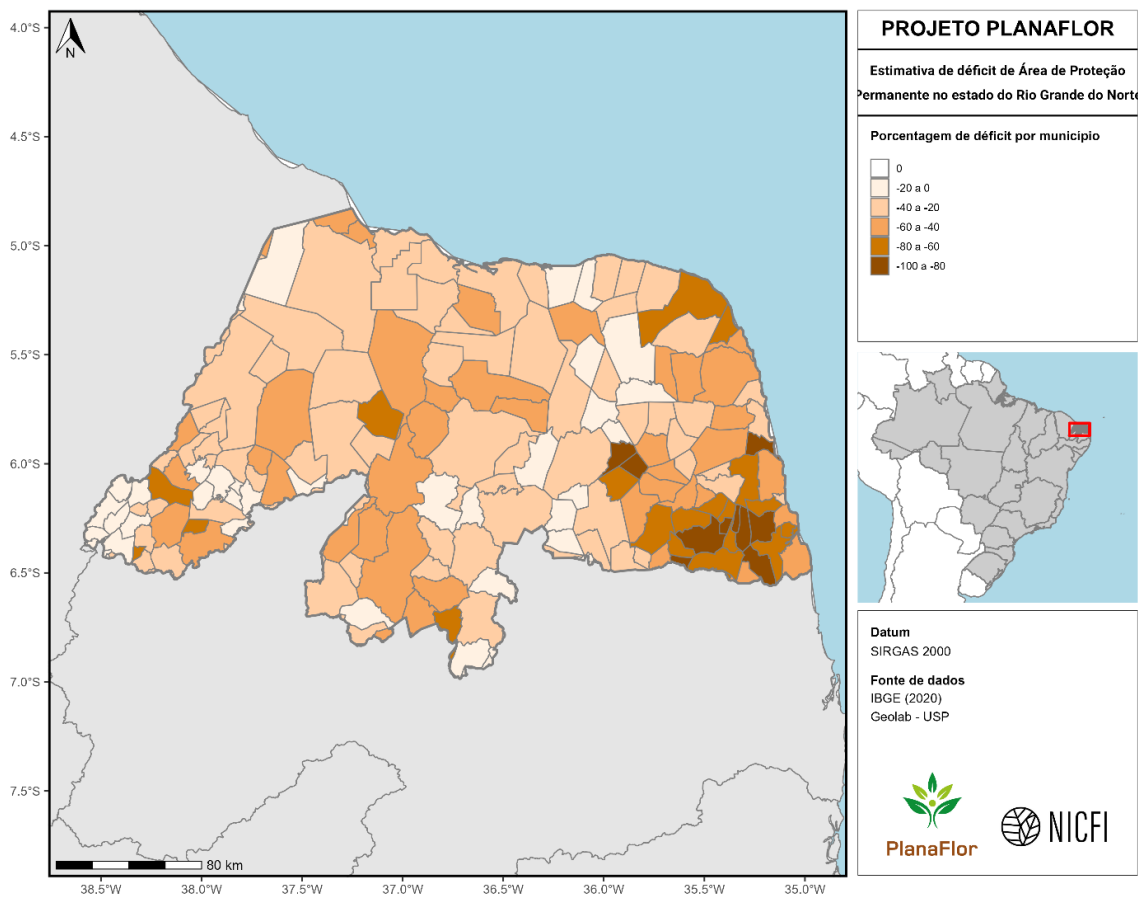 4.0°S
4.5°S
5.0°S
5.5°S
6.0°S
6.5°S
7.0°S
7.5°S
N
80 km
38.5°W 38.0°W 37.5°W 37.0°W 36.5°W 36.0°W 35.5°W 35.0°W
PROJETO PLANAFLOR
Estimativa de déficit de Área de Proteção
Permanente no estado do Rio Grande do Norte
Porcentagem de déficit por município
0
-20 a 0
-40 a -20
-60 a -40
-80 a -60
-100 a -80
Datum
SIRGAS 2000
Fonte de dados
IBGE (2020)
Geolab - USP
PlanaFlor
NICFI